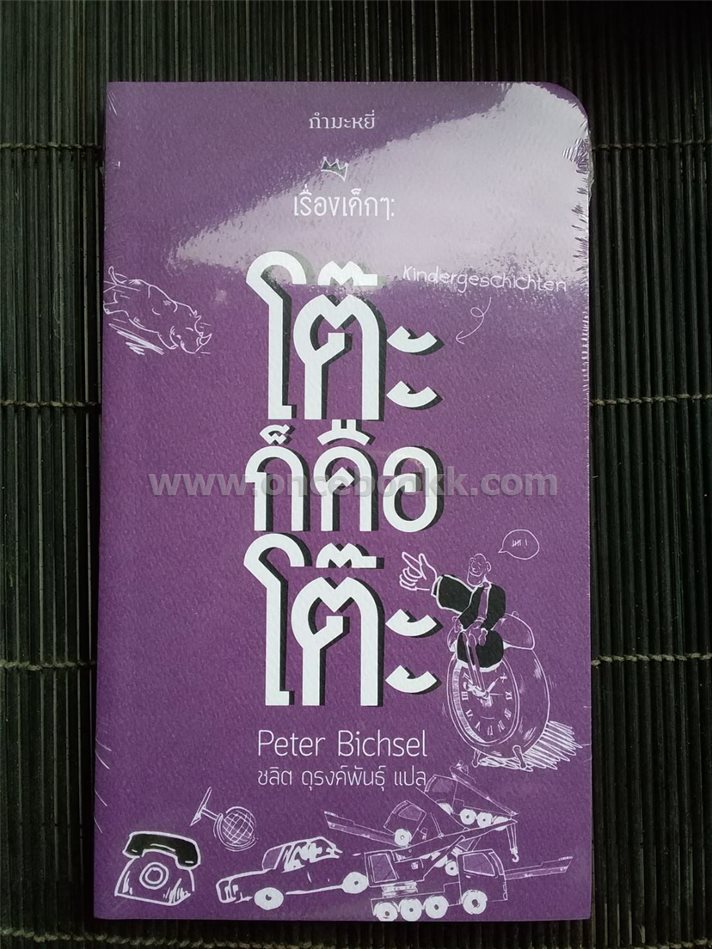 กำมะหยี่
เรื่องเด็กๆ:
Kindergeschichten
โต๊ะ
ก็คือ
www.oncebookk.com
โต๊ะ
Peter Bichsel
ชลิต ดุรงค์พันธุ์ แปล